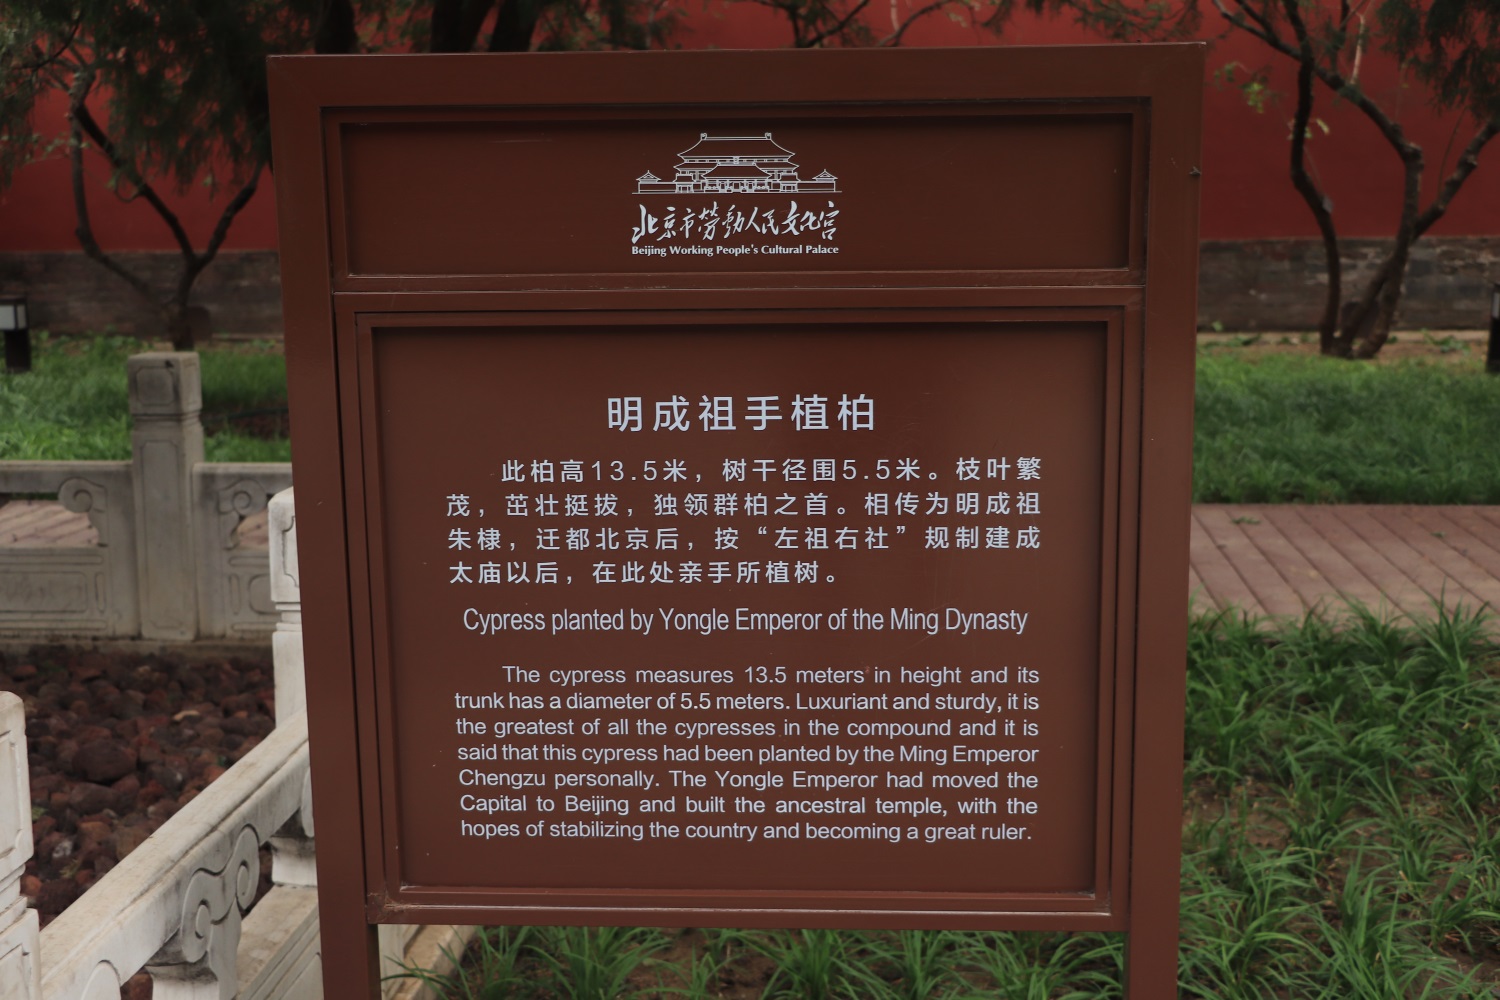 北京市劳动人民文化宫
Beijing Working People's Cultural Palace
明成祖手植柏
此柏高13.5米，树干径围5.5米。枝叶繁
茂，茁壮挺拔，独领群柏之首。相传为明成祖
朱棣，迁都北京后，按“左祖右社”规制建成
太庙以后，在此处亲手所植树。
Cypress planted by Yongle Emperor of the Ming Dynasty
The cypress measures 13.5 meters in height and its
trunk has a diameter of 5.5 meters. Luxuriant and sturdy, it is
the greatest of all the cypresses in the compound and it is
said that this cypress had been planted by the Ming Emperor
Chengzu personally. The Yongle Emperor had moved the
Capital to Beijing and built the ancestral temple, with the
hopes of stabilizing the country and becoming a great ruler.